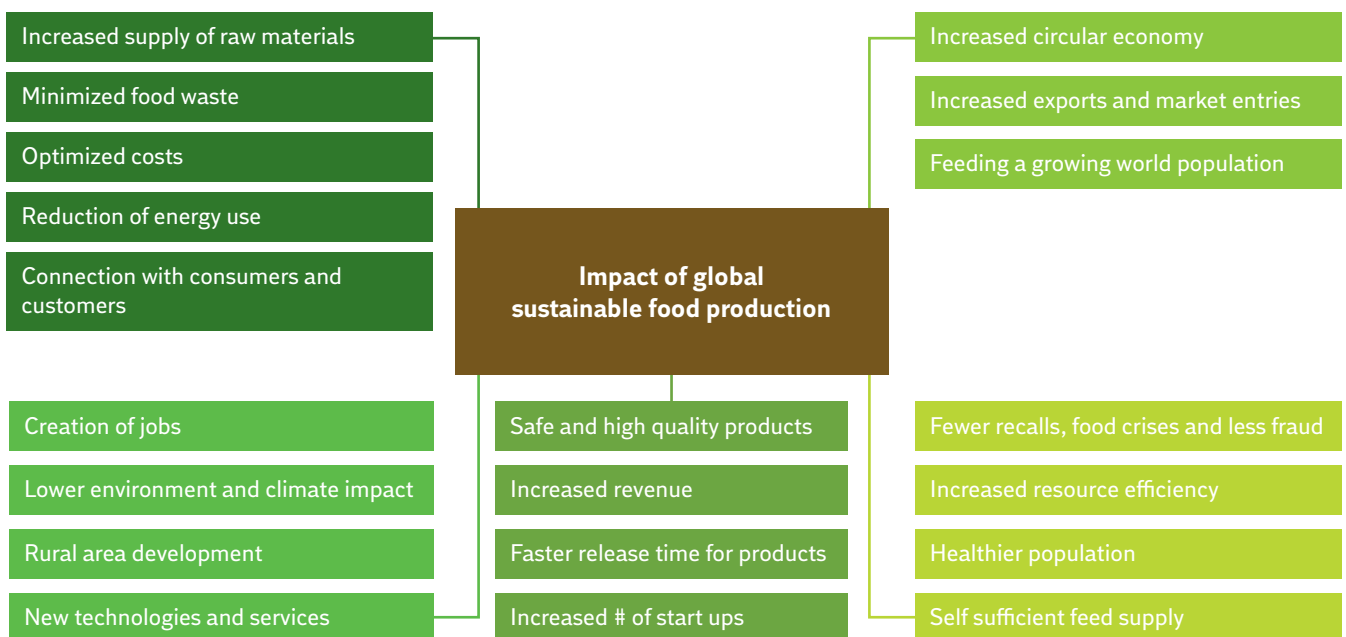 Increased supply of raw materials
Minimized food waste
Optimized costs
Reduction of energy use
Connection with consumers and
customers
Increased circular economy
Increased exports and market entries
Feeding a growing world population
Impact of global
sustainable food production
Creation of jobs
Lower environment and climate impact
Rural area development
New technologies and services
Safe and high quality products
Increased revenue
Faster release time for products
Increased # of start ups
Fewer recalls, food crises and less fraud
Increased resource efficiency
Healthier population
Self sufficient feed supply